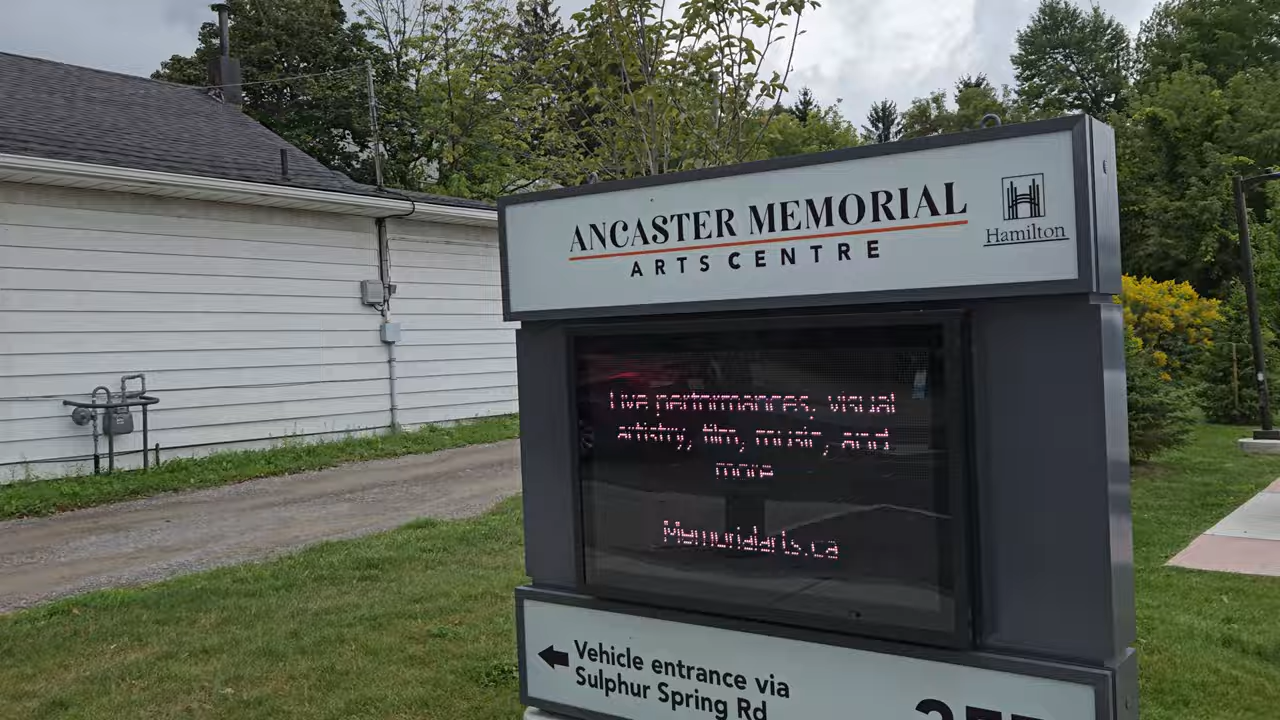 ANCASTER MEMORIAL
ARTS CENTRE
Hamilton
Live performances, visual
artistry, film, music, and
more
Memorialarts.ca
Vehicle entrance via
Sulphur Spring Rd